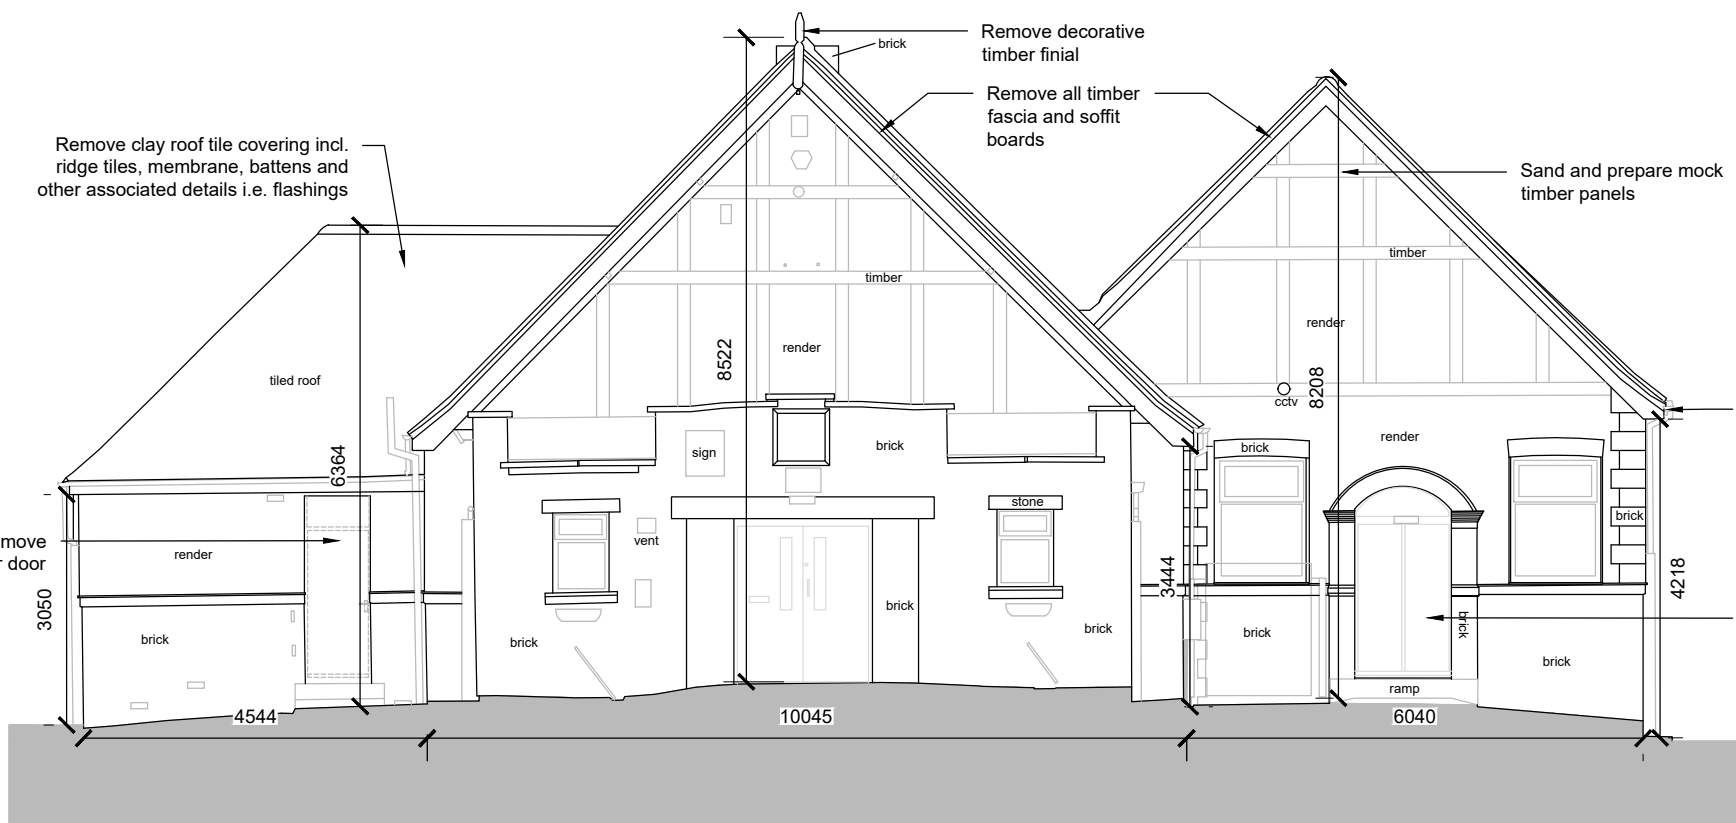 Remove decorative
timber finial
brick
Remove all timber
fascia and soffit
boards
Remove clay roof tile covering incl.
ridge tiles, membrane, battens and
other associated details i.e. flashings
Sand and prepare mock
timber panels
timber
timber
render
render
8522
8208
tiled roof
cctv
render
6364
sign
brick
brick
stone
brick
vent
move
door
render
3050
3444
4218
brick
brick
brick
brick
brick
brick
brick
ramp
4544
10045
6040